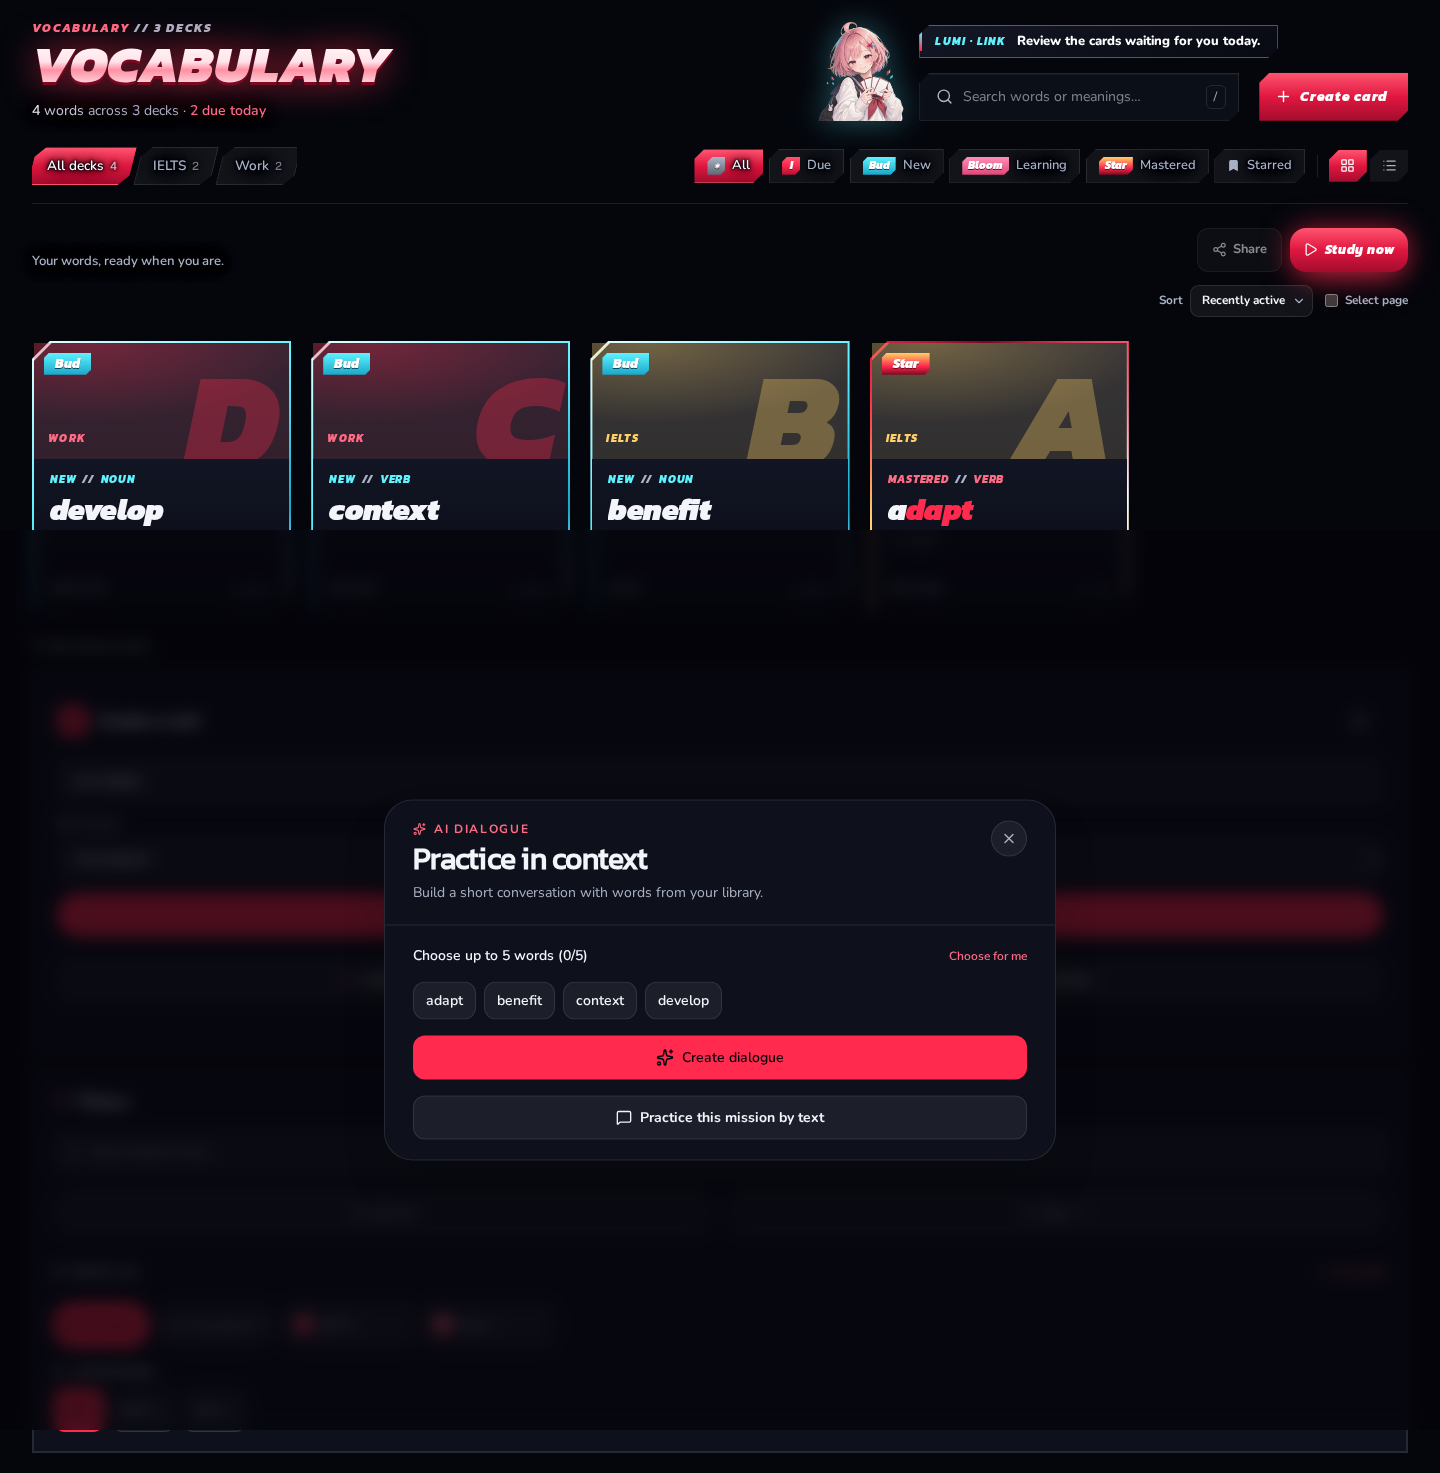 VOCABULARY // 3 DECKS
VOCABULARY
4 words across 3 decks · 2 due today
LUMI · LINK Review the cards waiting for you today.
Search words or meanings... /
Create card
All decks 4 IELTS 2 Work 2
All ! Due Bud New Bloom Learning Star Mastered Starred
Your words, ready when you are.
Share Study now
Sort Recently active Select page
Bud D WORK
NEW // NOUN
develop
Bud C WORK
NEW // VERB
context
Bud B IELTS
NEW // NOUN
benefit
Star A IELTS
MASTERED // VERB
adapt
AI DIALOGUE
Practice in context
Build a short conversation with words from your library.
Choose up to 5 words (0/5) Choose for me
adapt benefit context develop
Create dialogue
Practice this mission by text